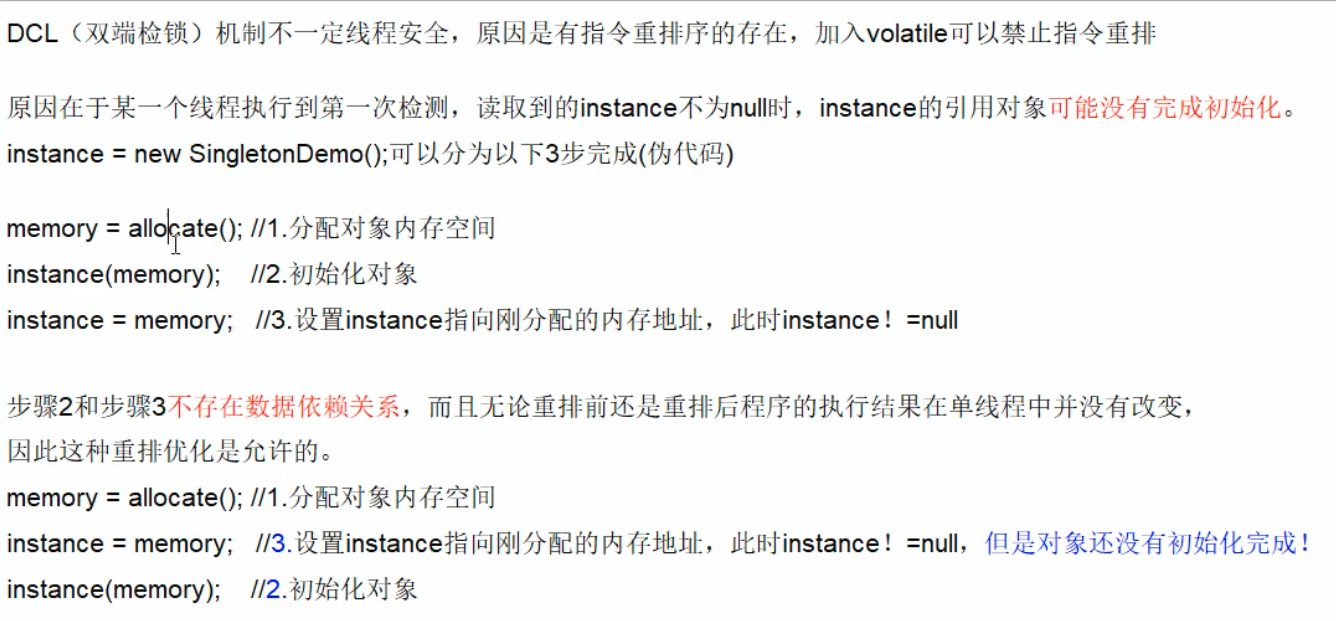 DCL（双端检锁）机制不一定线程安全，原因是有指令重排序的存在，加入volatile可以禁止指令重排
原因在于某一个线程执行到第一次检测，读取到的instance不为null时，instance的引用对象可能没有完成初始化。
instance = new SingletonDemo();可以分为以下3步完成(伪代码)
memory = allocate(); //1.分配对象内存空间
instance(memory); //2.初始化对象
instance = memory; //3.设置instance指向刚分配的内存地址，此时instance！=null
步骤2和步骤3不存在数据依赖关系，而且无论重排前还是重排后程序的执行结果在单线程中并没有改变，
因此这种重排优化是允许的。
memory = allocate(); //1.分配对象内存空间
instance = memory; //3.设置instance指向刚分配的内存地址，此时instance！=null，但是对象还没有初始化完成！
instance(memory); //2.初始化对象